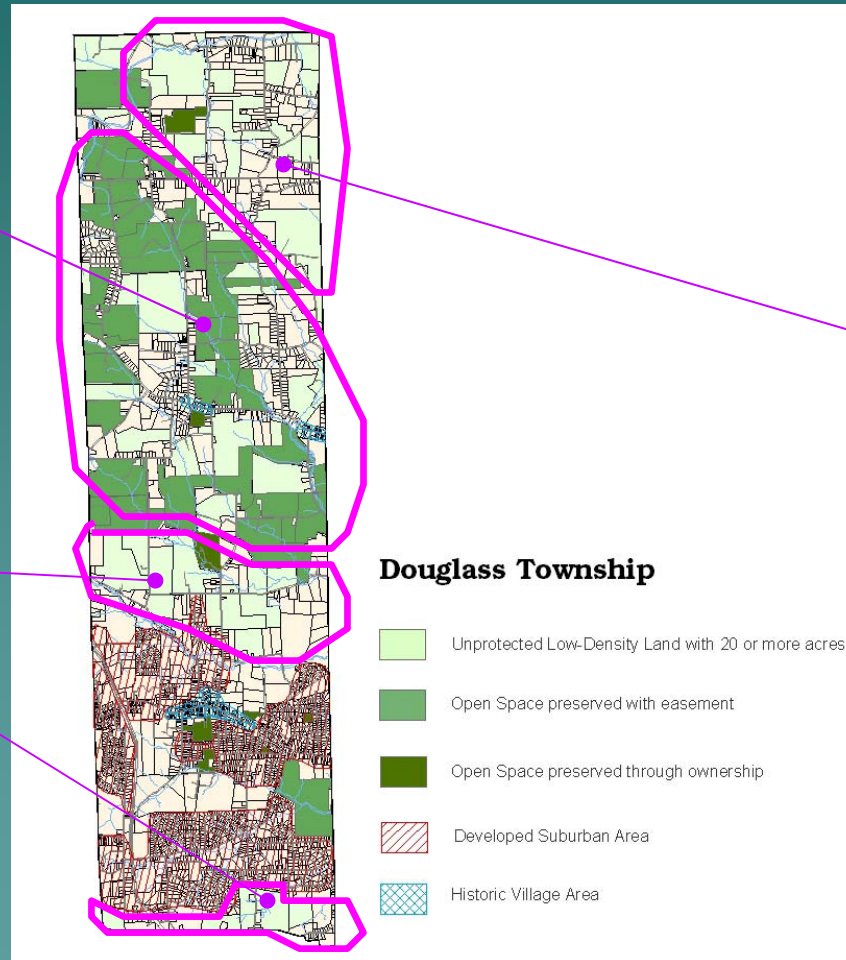 Douglass Township
Unprotected Low-Density Land with 20 or more acres
Open Space preserved with easement
Open Space preserved through ownership
Developed Suburban Area
Historic Village Area